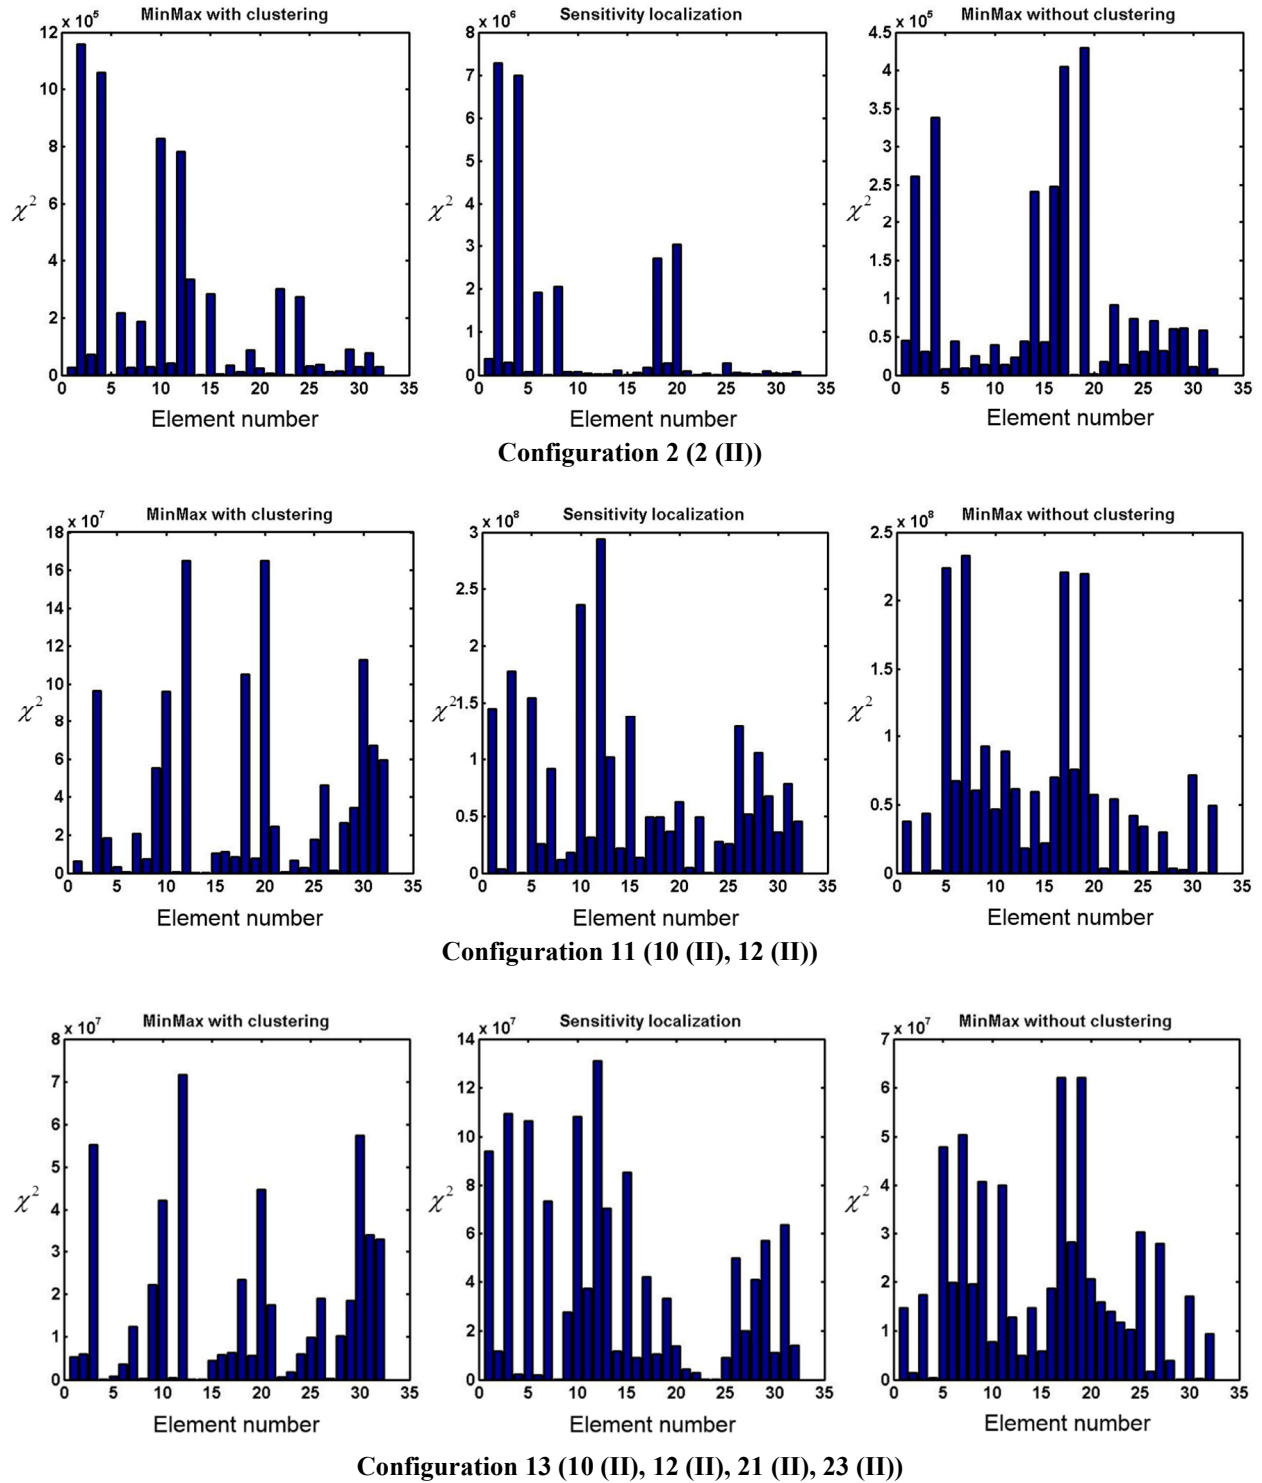 MinMax with clustering
x 10^5
12
10
8
6
4
2
0
χ^2
0 5 10 15 20 25 30 35
Element number
Sensitivity localization
x 10^6
8
7
6
5
4
3
2
1
0
χ^2
0 5 10 15 20 25 30 35
Element number
MinMax without clustering
x 10^5
4.5
4
3.5
3
2.5
2
1.5
1
0.5
0
χ^2
0 5 10 15 20 25 30 35
Element number
Configuration 2 (2 (II))
MinMax with clustering
x 10^7
18
16
14
12
10
8
6
4
2
0
χ^2
0 5 10 15 20 25 30 35
Element number
Sensitivity localization
x 10^8
3
2.5
2
1.5
1
0.5
0
χ^2
0 5 10 15 20 25 30 35
Element number
MinMax without clustering
x 10^8
2.5
2
1.5
1
0.5
0
χ^2
0 5 10 15 20 25 30 35
Element number
Configuration 11 (10 (II), 12 (II))
MinMax with clustering
x 10^7
8
7
6
5
4
3
2
1
0
χ^2
0 5 10 15 20 25 30 35
Element number
Sensitivity localization
x 10^7
14
12
10
8
6
4
2
0
χ^2
0 5 10 15 20 25 30 35
Element number
MinMax without clustering
x 10^7
7
6
5
4
3
2
1
0
χ^2
0 5 10 15 20 25 30 35
Element number
Configuration 13 (10 (II), 12 (II), 21 (II), 23 (II))